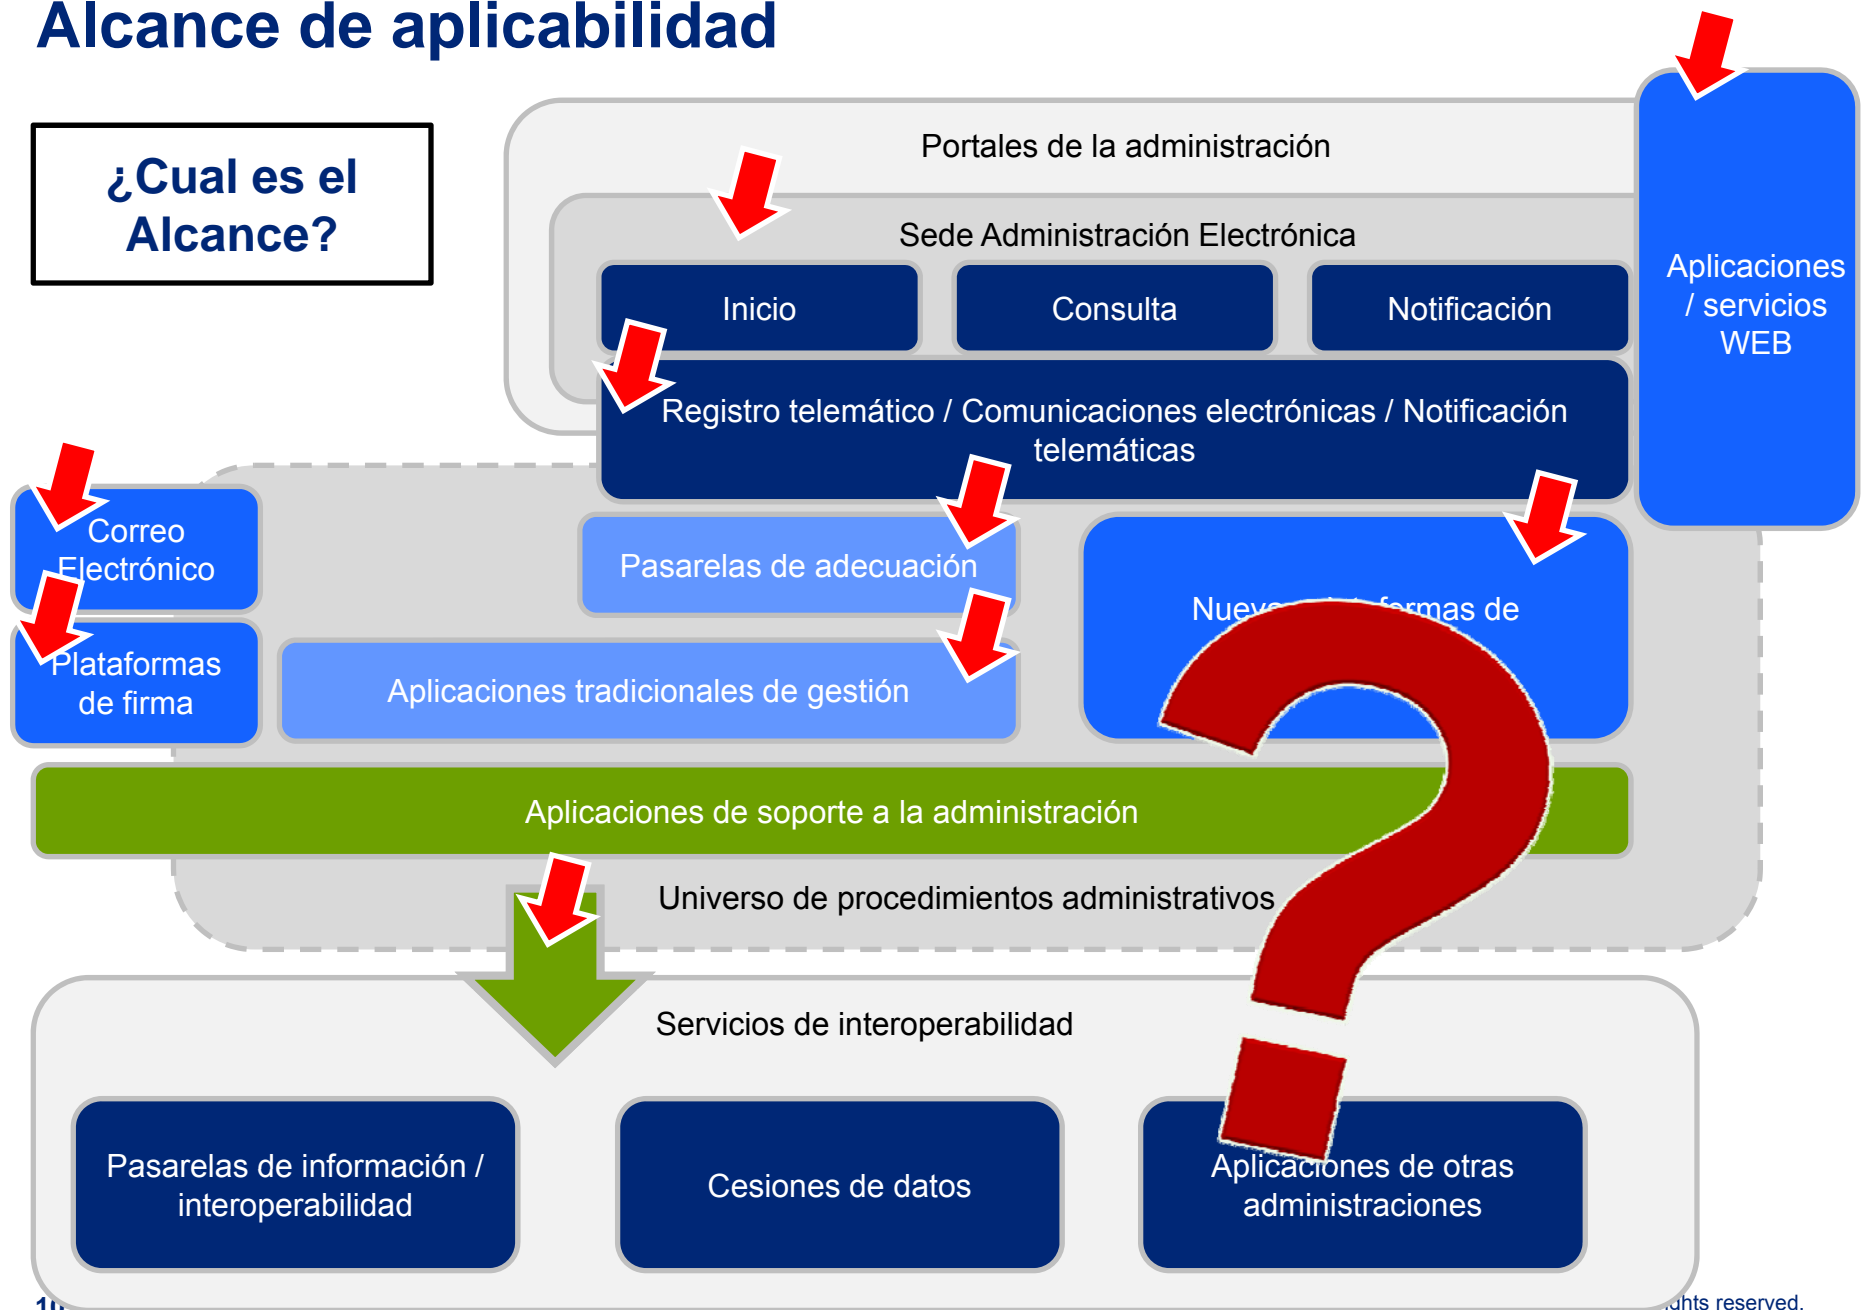 Alcance de aplicabilidad
¿Cual es el
Alcance?
Portales de la administración
Sede Administración Electrónica
Inicio
Consulta
Notificación
Aplicaciones
/ servicios
WEB
Registro telemático / Comunicaciones electrónicas / Notificación
telemáticas
Correo
Electrónico
Pasarelas de adecuación
de
Plataformas
de firma
Aplicaciones tradicionales de gestión
Aplicaciones de soporte a la administración
Universo de procedimientos administrativos
Servicios de interoperabilidad
Pasarelas de información /
interoperabilidad
Cesiones de datos
Aplicaciones de otras
administraciones
reserved.